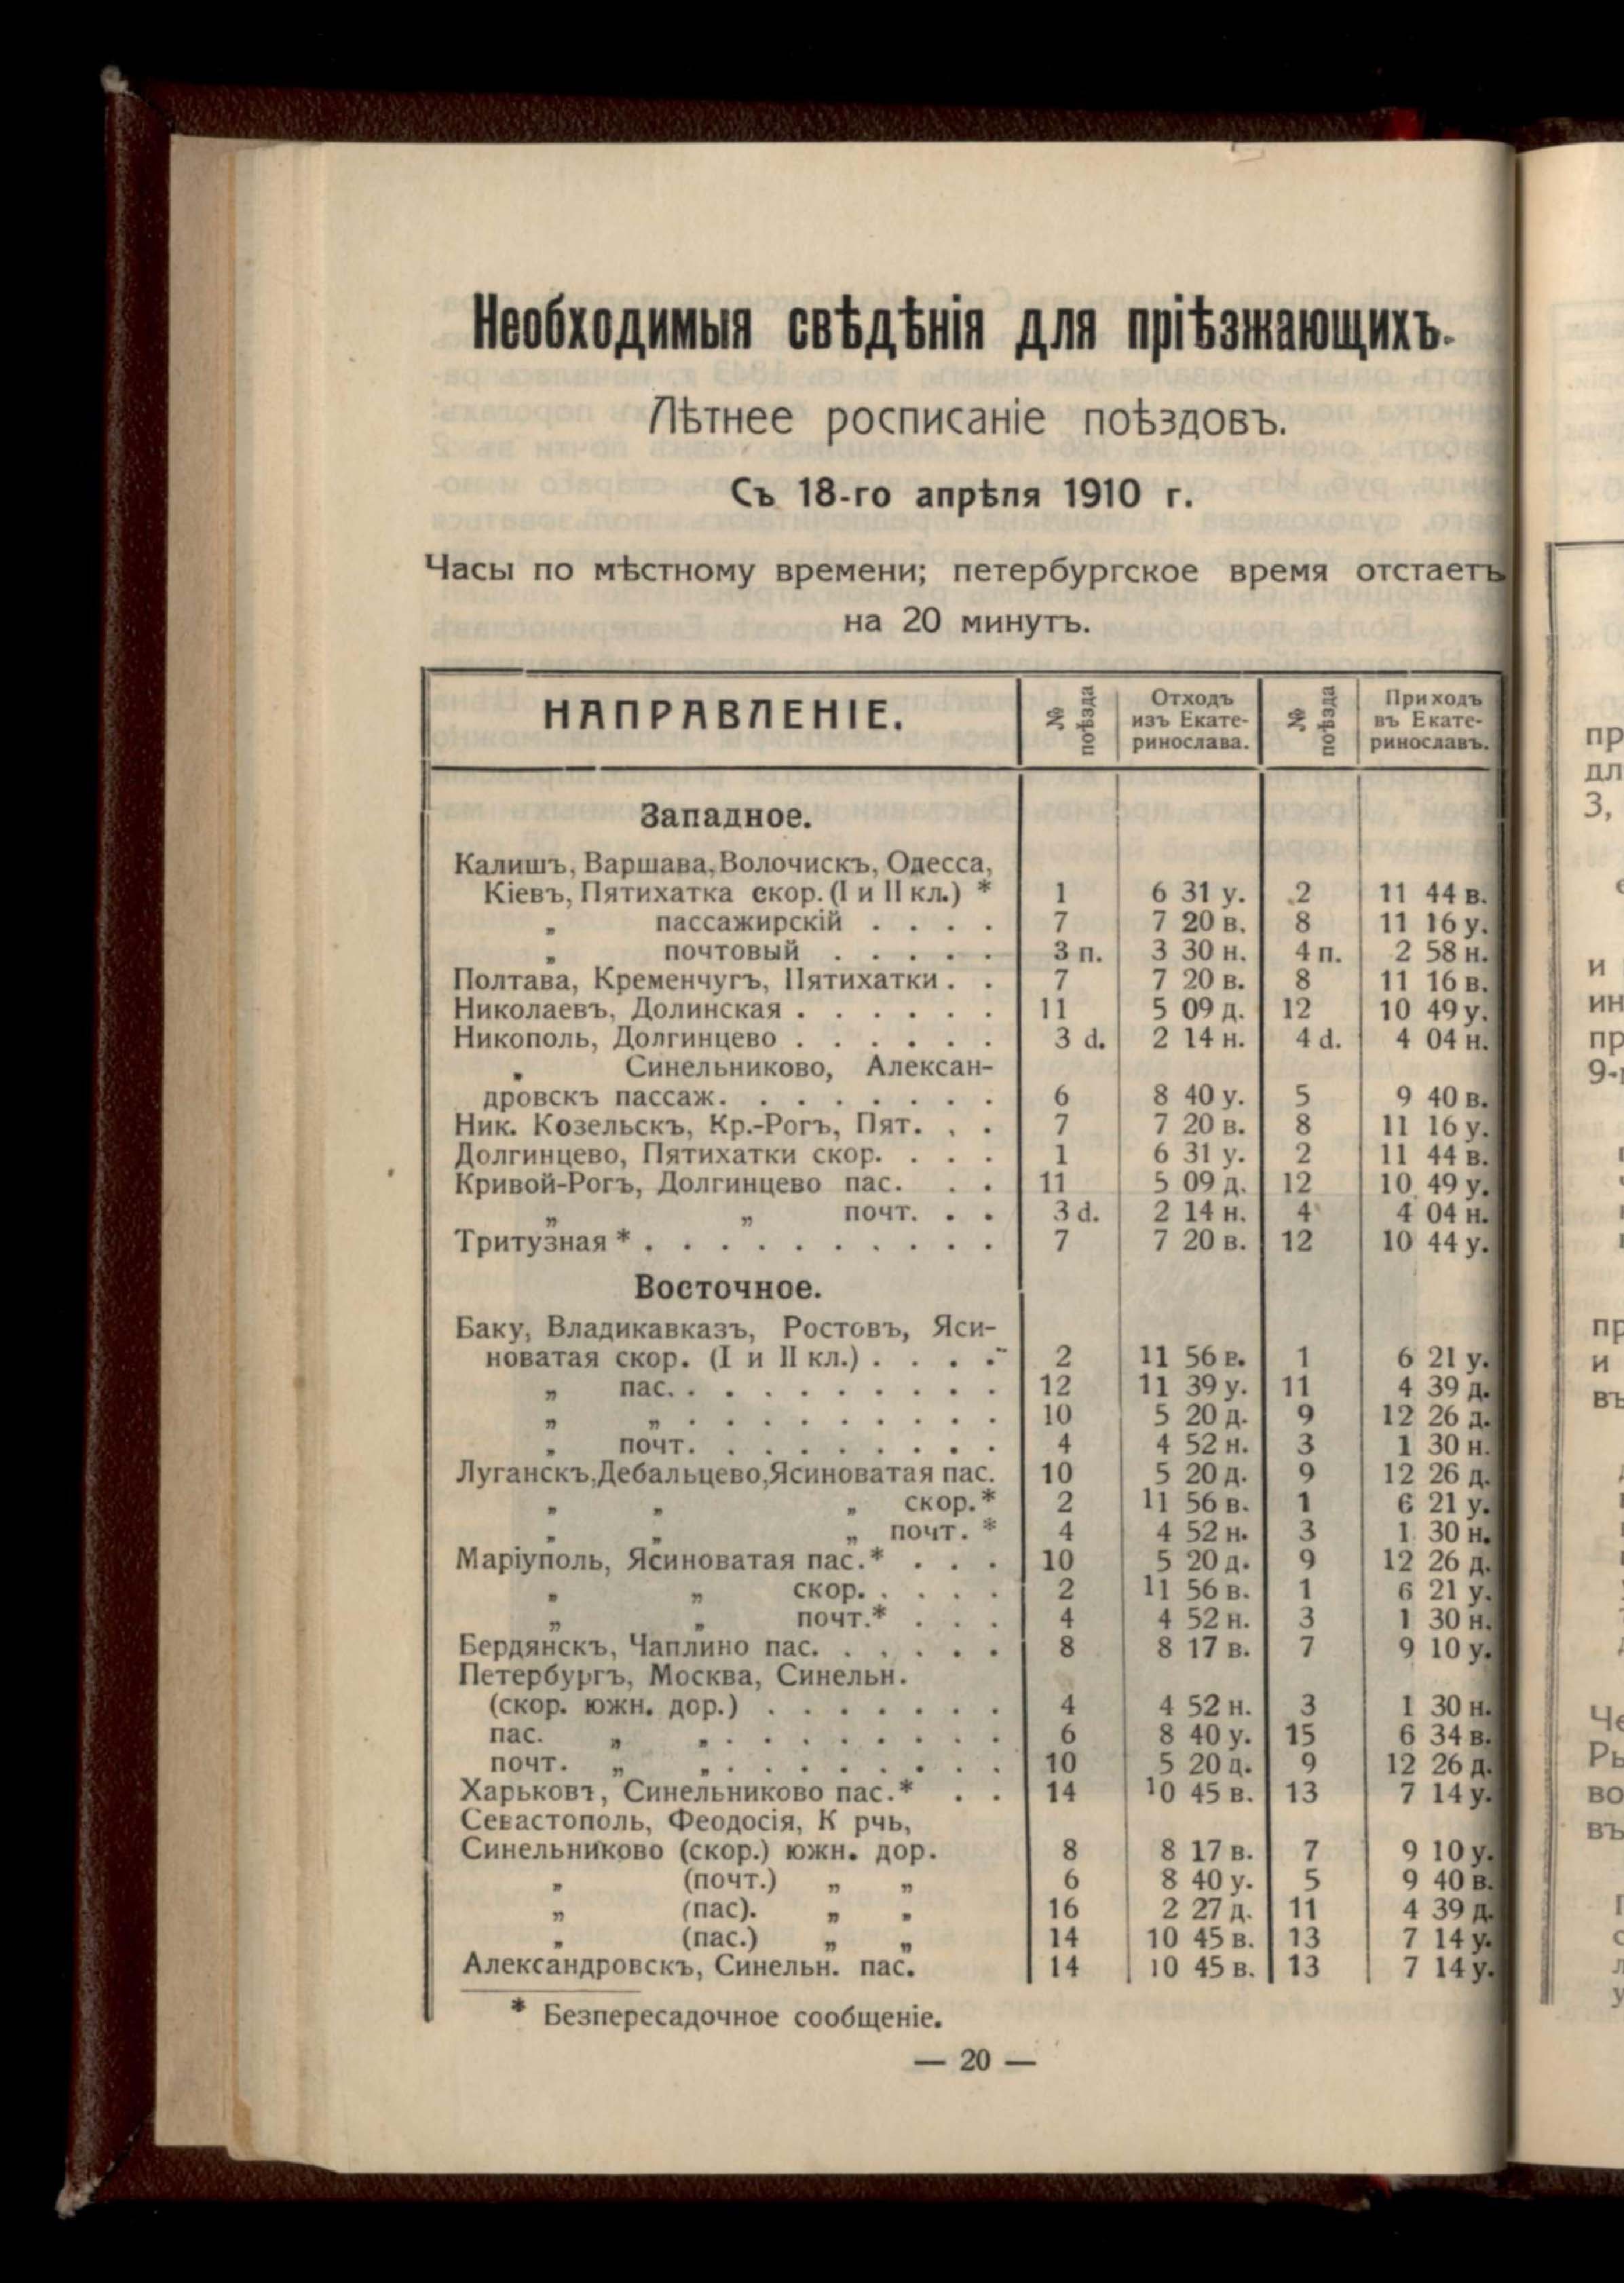 Необходимыя свѣдѣнія для пріѣзжающихъ.
Лѣтнее росписаніе поѣздовъ.
Съ 18-го апрѣля 1910 г.
Часы по мѣстному времени; петербургское время отстаетъ
на 20 минутъ.
НАПРАВЛЕНІЕ. № поѣзда Отходъ изъ Екате-ринослава. № поѣзда Приходъ въ Екате-ринославъ.
Западное.
Калишъ, Варшава, Волочискъ, Одесса,
Кіевъ, Пятихатка скор. (I и II кл.) * 1 6 31 у. 2 11 44 в.
„ пассажирскій . . . . 7 7 20 в. 8 11 16 у.
„ почтовый . . . . . 3 п. 3 30 н. 4 п. 2 58 н.
Полтава, Кременчугъ, Пятихатки . . 7 7 20 в. 8 11 16 в.
Николаевъ, Долинская . . . . . . 11 5 09 д. 12 10 49 у.
Никополь, Долгинцево . . . . . . 3 d. 2 14 н. 4 d. 4 04 н.
„ Синельниково, Алексан-
дровскъ пассаж. . . . . . . . 6 8 40 у. 5 9 40 в.
Ник. Козельскъ, Кр.-Рогъ, Пят. . . 7 7 20 в. 8 11 16 у.
Долгинцево, Пятихатки скор. . . . 1 6 31 у. 2 11 44 в.
Кривой-Рогъ, Долгинцево пас. . . 11 5 09 д. 12 10 49 у.
„ „ почт. . . 3 d. 2 14 н. 4 4 04 н.
Тритузная * . . . . . . . . . . 7 7 20 в. 12 10 44 у.
Восточное.
Баку, Владикавказъ, Ростовъ, Яси-
новатая скор. (I и II кл.) . . . . 2 11 56 в. 1 6 21 у.
„ пас. . . . . . . . . . 12 11 39 у. 11 4 39 д.
„ „ . . . . . . . . . . 10 5 20 д. 9 12 26 д.
„ почт. . . . . . . . . 4 4 52 н. 3 1 30 н.
Луганскъ, Дебальцево, Ясиноватая пас. 10 5 20 д. 9 12 26 д.
„ „ „ скор. * 2 11 56 в. 1 6 21 у.
„ „ „ почт. * 4 4 52 н. 3 1 30 н.
Маріуполь, Ясиноватая пас. * . . . 10 5 20 д. 9 12 26 д.
„ „ скор. . . . . 2 11 56 в. 1 6 21 у.
„ „ почт. * . . . 4 4 52 н. 3 1 30 н.
Бердянскъ, Чаплино пас. . . . . . 8 8 17 в. 7 9 10 у.
Петербургъ, Москва, Синельн.
(скор. южн. дор.) . . . . . . . 4 4 52 н. 3 1 30 н.
пас. „ „ . . . . . . . . . 6 8 40 у. 15 6 34 в.
почт. „ „ . . . . . . . . . 10 5 20 д. 9 12 26 д.
Харьковъ, Синельниково пас. * . . 14 10 45 в. 13 7 14 у.
Севастополь, Феодосія, К рчь,
Синельниково (скор.) южн. дор. 8 8 17 в. 7 9 10 у.
„ (почт.) „ „ 6 8 40 у. 5 9 40 в.
„ (пас). „ „ 16 2 27 д. 11 4 39 д.
„ (пас.) „ „ 14 10 45 в. 13 7 14 у.
Александровскъ, Синельн. пас. 14 10 45 в. 13 7 14 у.
* Безпересадочное сообщеніе.
— 20 —